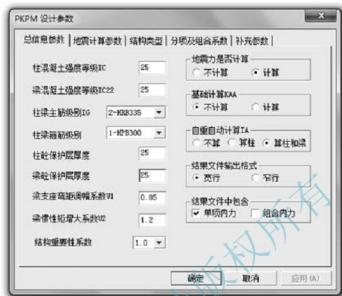 PKPM 设计参数
总信息参数 地震计算参数 结构类型 分项及组合系数 补充参数
柱混凝土强度等级IC 25
梁混凝土强度等级IC22 25
柱梁主筋级别IG 2-HRB335
柱梁箍筋级别 1-HPB300
柱砼保护层厚度 25
梁砼保护层厚度 25
梁支座弯矩调幅系数U1 0.85
梁惯性矩增大系数U2 1.2
结构重要性系数 1.0
地震力是否计算
不计算 计算
基础计算KAA
不计算 计算
自重自动计算IA
不算 算柱 算柱和梁
结果文件输出格式
宽行 窄行
结果文件中包含
单项内力 组合内力
确定 取消 应用(A)
版权所有